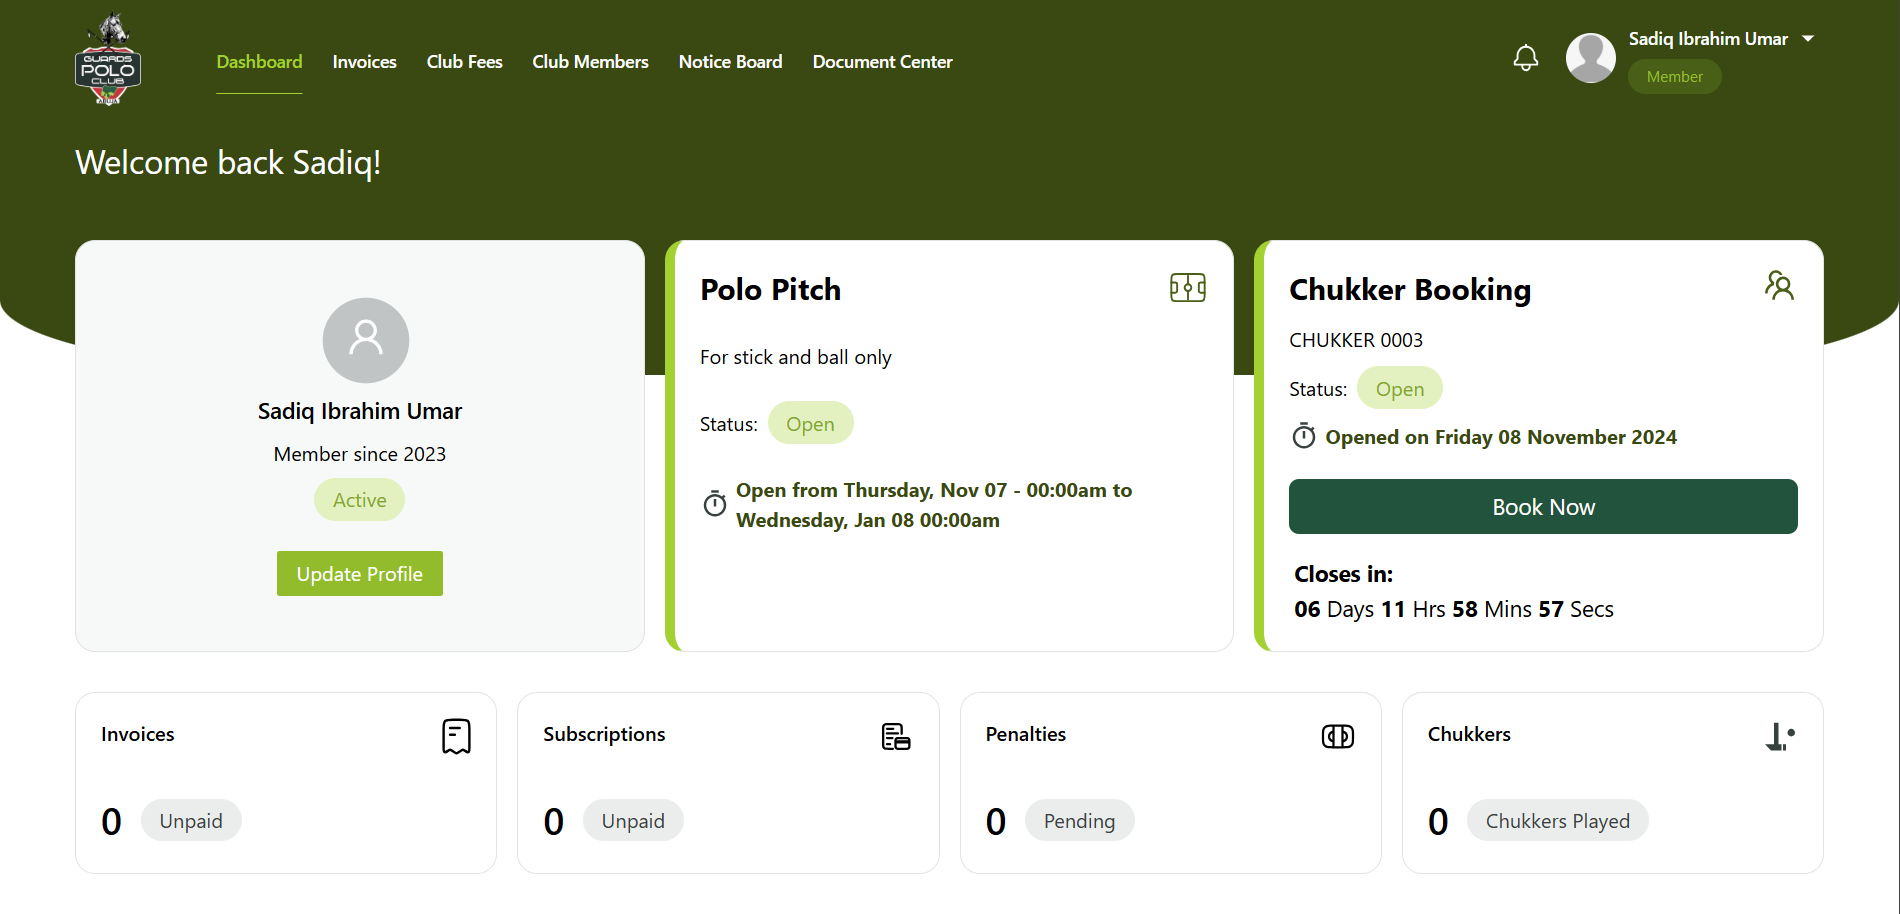 GUARDS
POLO
CLUB
Dashboard
Invoices
Club Fees
Club Members
Notice Board
Document Center
Sadiq Ibrahim Umar
Member
Welcome back Sadiq!
Sadiq Ibrahim Umar
Member since 2023
Active
Update Profile
Polo Pitch
For stick and ball only
Status: Open
Open from Thursday, Nov 07 - 00:00am to
Wednesday, Jan 08 00:00am
Chukker Booking
CHUKKER 0003
Status: Open
Opened on Friday 08 November 2024
Book Now
Closes in:
06 Days 11 Hrs 58 Mins 57 Secs
Invoices
0 Unpaid
Subscriptions
0 Unpaid
Penalties
0 Pending
Chukkers
0 Chukkers Played